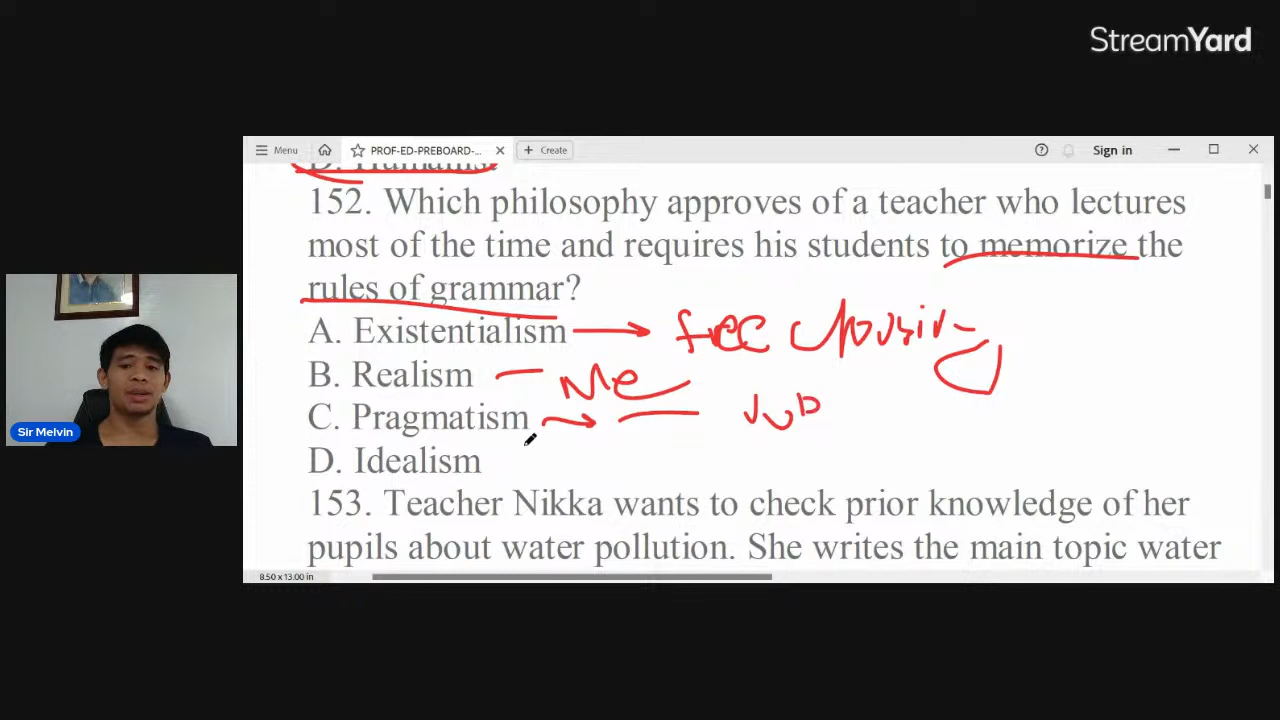 StreamYard
Menu
PROF-ED-PREBOARD-...
Create
Sign in
D. Humanist
152. Which philosophy approves of a teacher who lectures
most of the time and requires his students to memorize the
rules of grammar?
A. Existentialism
B. Realism
Me
C. Pragmatism
D. Idealism
153. Teacher Nikka wants to check prior knowledge of her
pupils about water pollution. She writes the main topic water
8.50 x 13.00 in
Sir Melvin